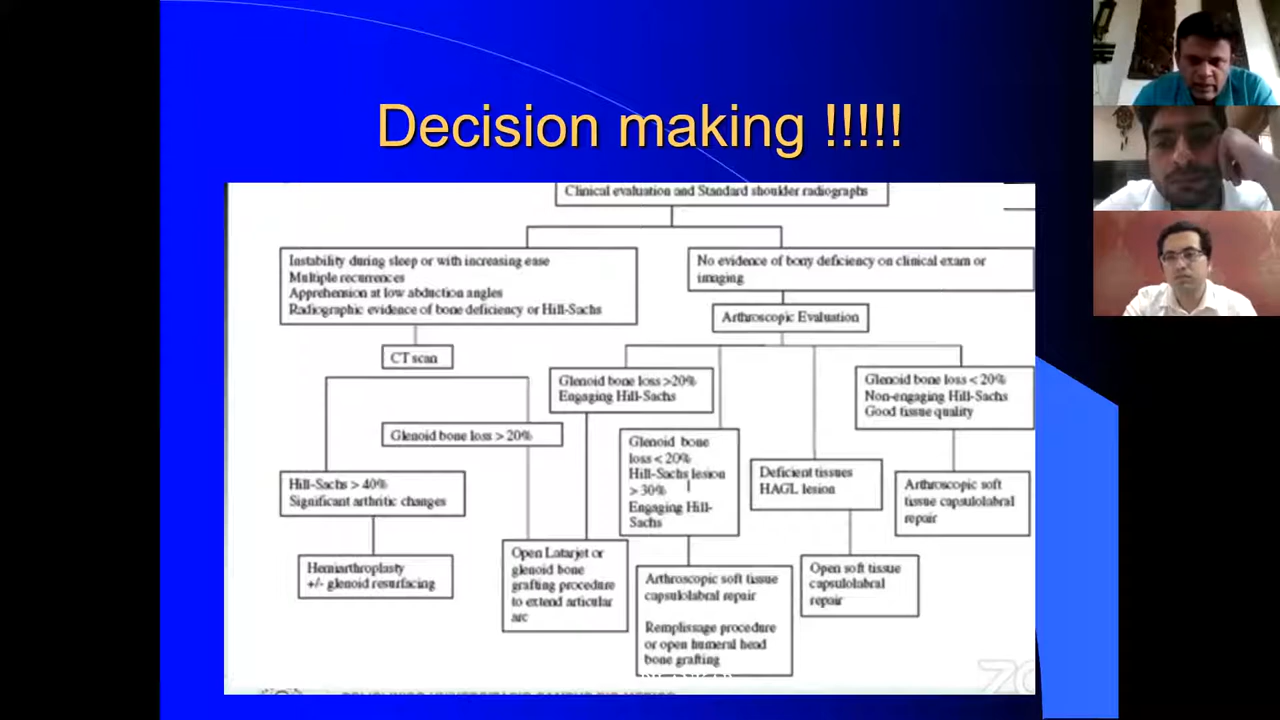 Decision making !!!!!
Clinical evaluation and Standard shoulder radiographs
Instability during sleep or with increasing ease
Multiple recurrences
Apprehension at low abduction angles
Radiographic evidence of bone deficiency or Hill-Sachs
No evidence of bony deficiency on clinical exam or
imaging
Arthroscopic Evaluation
CT scan
Glenoid bone loss >20%
Engaging Hill-Sachs
Glenoid bone loss < 20%
Non-engaging Hill-Sachs
Good tissue quality
Glenoid bone loss > 20%
Glenoid bone
loss < 20%
Hill-Sachs lesion
> 30%
Engaging Hill-
Sachs
Deficient tissues
HAGL lesion
Hill-Sachs > 40%
Significant arthritic changes
Arthroscopic soft
tissue capsulolabral
repair
Hemiarthroplasty
+/- glenoid resurfacing
Open Latarjet or
glenoid bone
grafting procedure
to extend articular
arc
Arthroscopic soft tissue
capsulolabral repair
Remplissage procedure
or open humeral head
bone grafting
Open soft tissue
capsulolabral
repair